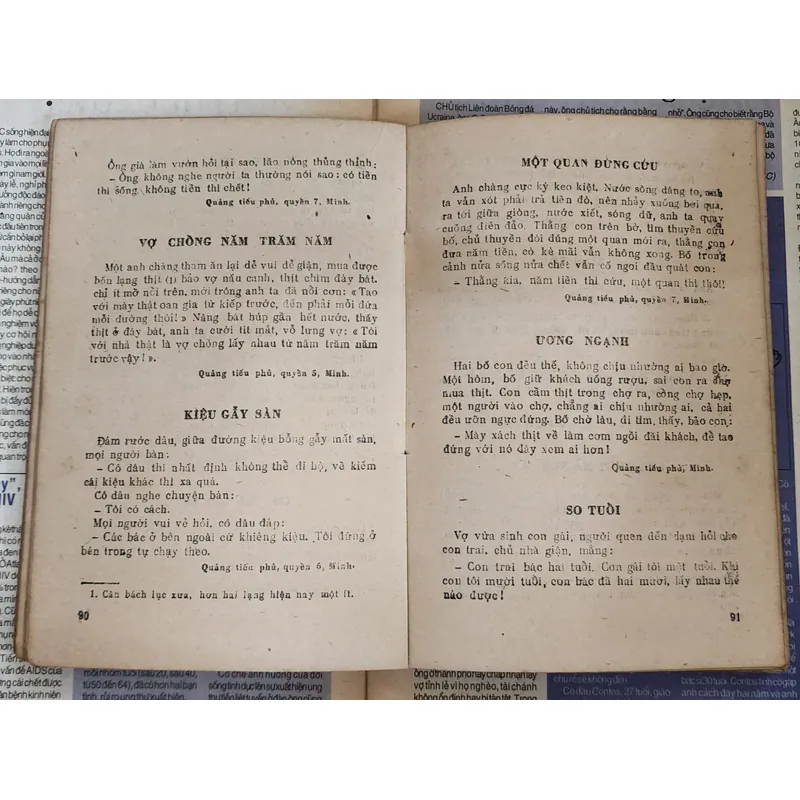 Ông già làm vườn hỏi tại sao, lão nông thủng thỉnh:
– Ông không nghe người ta thường nói sao: có tiền
thì sống, không tiền thì chết!
Quảng tiếu phủ, quyển 7, Minh.
VỢ CHỒNG NĂM TRĂM NĂM
Một anh chàng tham ăn lại dễ vui dễ giận, mua được
bốn lạng thịt (1) bảo vợ nấu canh, thịt chìm đáy bát.
chỉ ít mỡ nổi trên, mới trông anh ta đã nổi cơn: «Tao
với mày thật oan gia từ kiếp trước, đến phải mỗi đứa
mỗi đường thôi!» Nâng bát húp gần hết nước, thấy
thịt ở đáy bát, anh ta cười tít mắt, vỗ lưng vợ: «Tôi
với nhà thật là vợ chồng lấy nhau từ năm trăm năm
trước vậy!».
Quảng tiếu phủ, quyển 5, Minh.
KIỆU GẪY SÀN
Đám rước dâu, giữa đường kiệu bỗng gẫy mất sàn,
mọi người bàn:
– Cô dâu thì nhất định không thể đi bộ, về kiếm
cái kiệu khác thì xa quá.
Cô dâu nghe chuyện bàn:
– Tôi có cách.
Mọi người vui vẻ hỏi, cô dâu đáp:
– Các bác ở bên ngoài cứ khiêng kiệu. Tôi đứng ở
bên trong tự chạy theo.
Quảng tiếu phủ, quyển 6, Minh.
1. Cân bách lục xưa, hơn hai lạng hiện nay một ít.
90
MỘT QUAN ĐỪNG CỨU
Anh chàng cực kỳ keo kiệt. Nước sông dâng to, anh
ta vẫn xót phải trả tiền đò, nên nhảy xuống bơi qua,
ra tới giữa giòng, nước xiết, sóng dữ, anh ta quay
cuồng điên đảo. Thằng con trên bờ, tìm thuyền cứu
bố, chủ thuyền đòi đúng một quan mới ra, thằng con
đưa năm tiền, cò kè mãi vẫn không xong. Bố trong
cảnh nửa sống nửa chết vẫn cố ngoi đầu quát con:
– Thằng kia, năm tiền thì cứu, một quan thì thôi!
Quảng tiếu phủ, quyển 7, Minh.
ƯƠNG NGẠNH
Hai bố con đều thế, không chịu nhường ai bao giờ.
Một hôm, bố giữ khách uống rượu, sai con ra chợ
mua thịt. Con cầm thịt trong chợ ra, cổng chợ hẹp,
một người vào chợ, chẳng ai chịu nhường ai, cả hai
đều ưỡn ngực đứng. Bố chờ lâu, đi tìm, thấy, bảo con:
– Mày xách thịt về làm cơm ngồi đãi khách, để tao
đứng với nó đây xem ai hơn!
Quảng tiếu phủ, Minh.
SO TUỔI
Vợ vừa sinh con gái, người quen đến dạm hỏi cho
con trai, chủ nhà giận, mắng:
– Con trai bác hai tuổi. Con gái tôi một tuổi. Khi
con tôi mười tuổi, con bác đã hai mươi, lấy nhau thế
nào được!
91
CHỦ tịch Liên đoàn Bóng đá
này, ông chủ tịch cho rằng bằng
nhỏ". Ông cũng cho biết rằng Bộ